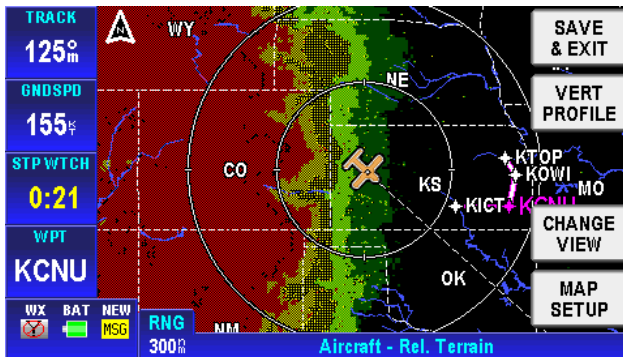 TRACK
125°m
GNDSPD
155KT
STP WTCH
0:21
WPT
KCNU
WX BAT NEW
MSG
RNG
300nm
Aircraft - Rel. Terrain
N
WY
NE
CO
KS
KTOP
KOWI
MO
KICT
KCNU
OK
NM
SAVE
& EXIT
VERT
PROFILE
CHANGE
VIEW
MAP
SETUP